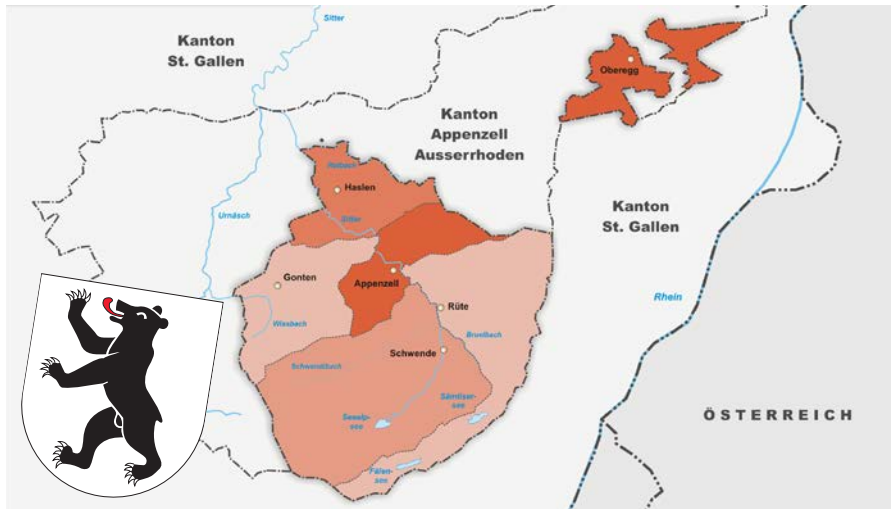 Sitter
Kanton
St. Gallen
Oberegg
Kanton
Appenzell
Ausserrhoden
Rotbach
Haslen
Kanton
St. Gallen
Urnäsch
Sitter
Gonten
Appenzell
Rüte
Rhein
Wissbach
Brüelbach
Schwende
Schwendibach
Sämtiser-
see
Seealp-
see
ÖSTERREICH
Fälen-
see